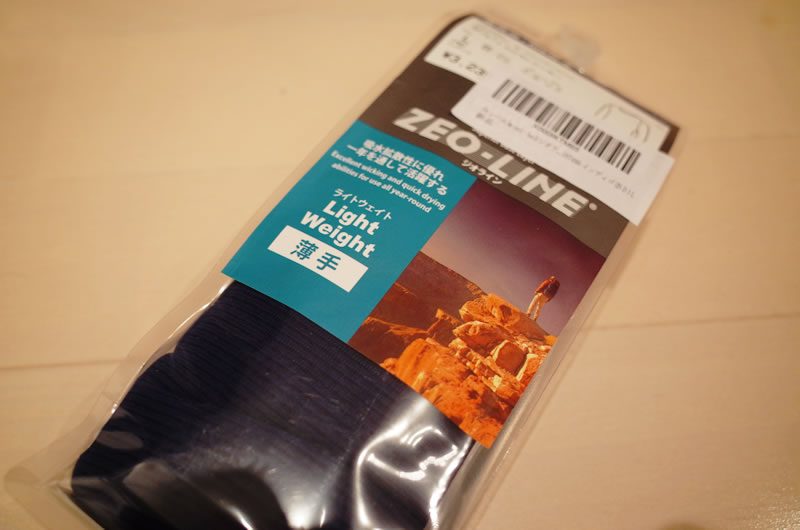 ¥3,23
ZEO-LINE®
ジオライン
吸水拡散性に優れ
一年を通して活躍する
Excellent wicking and quick drying
abilities for use all year-round
ライトウェイト
Light
Weight
薄手